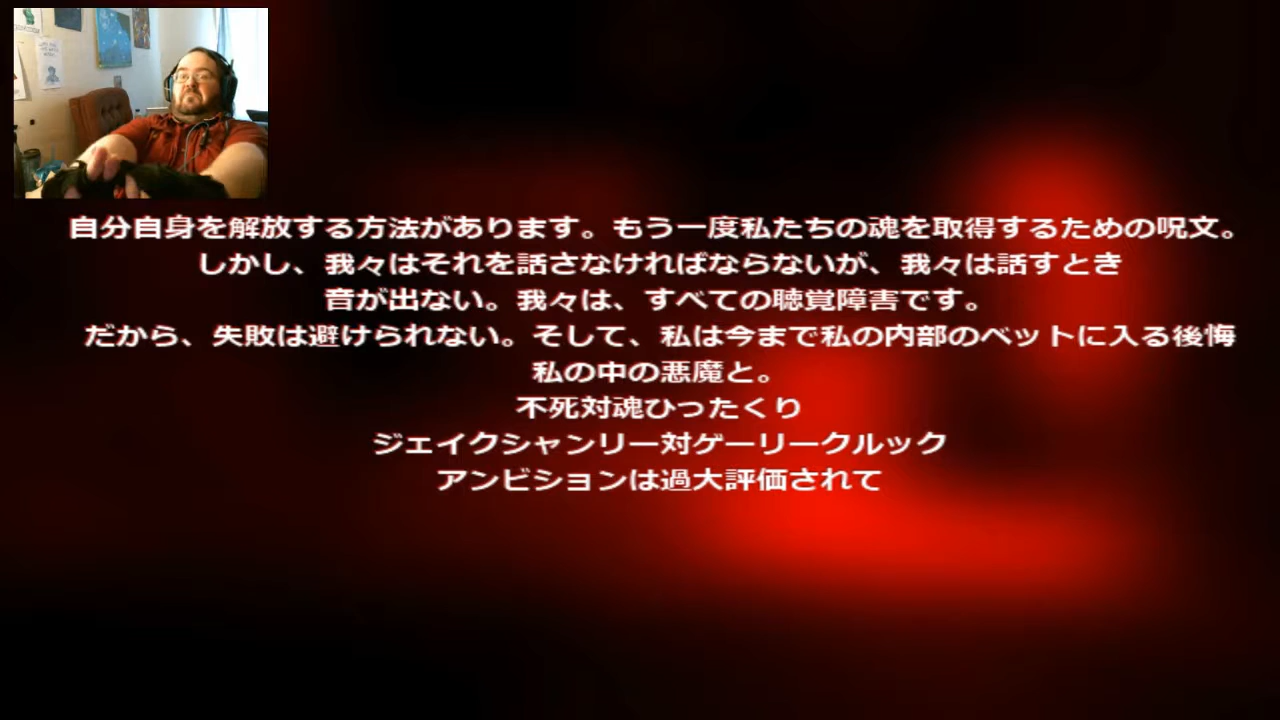 自分自身を解放する方法があります。もう一度私たちの魂を取得するための呪文。
しかし、我々はそれを話さなければならないが、我々は話すとき
音が出ない。我々は、すべての聴覚障害です。
だから、失敗は避けられない。そして、私は今まで私の内部のペットに入る後悔
私の中の悪魔と。
不死対魂ひったくり
ジェイクシャンリー対ゲーリークルック
アンビションは過大評価されて